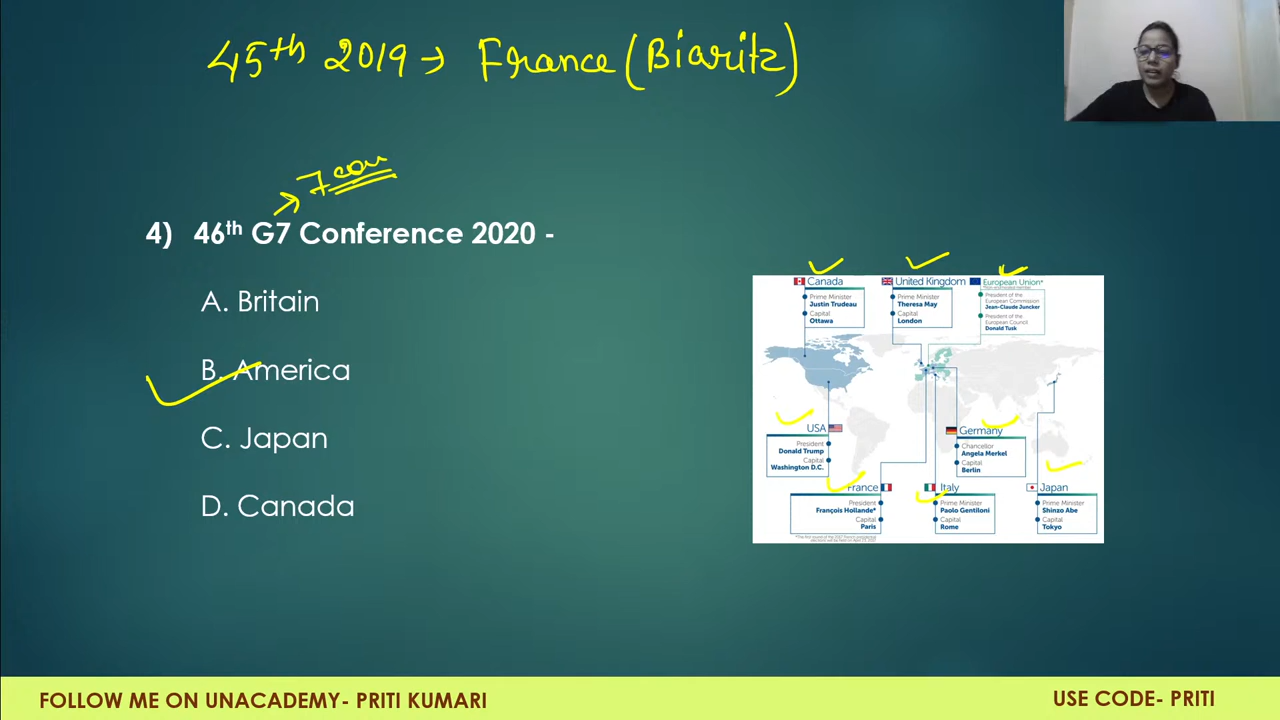 45th 2019 → France (Biaritz)
→ 7 cou
4) 46th G7 Conference 2020 -
A. Britain
B. America
C. Japan
D. Canada
Canada
Prime Minister
Justin Trudeau
Capital
Ottawa
United Kingdom
Prime Minister
Theresa May
Capital
London
European Union*
President of the
European Commission
Jean-Claude Juncker
President of the
European Council
Donald Tusk
USA
President
Donald Trump
Capital
Washington D.C.
Germany
Chancellor
Angela Merkel
Capital
Berlin
France
President
François Hollande*
Capital
Paris
Italy
Prime Minister
Paolo Gentiloni
Capital
Rome
Japan
Prime Minister
Shinzo Abe
Capital
Tokyo
FOLLOW ME ON UNACADEMY- PRITI KUMARI
USE CODE- PRITI